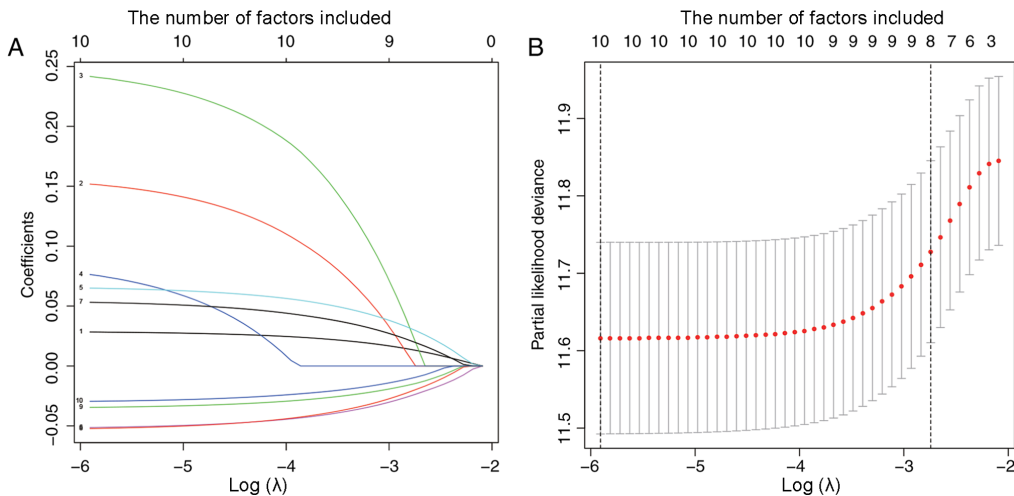 The number of factors included
A
10 10 10 9 0
Coefficients
0.25
0.20
0.15
0.10
0.05
0.00
−0.05
3
2
4
5
7
1
10
9
−6 −5 −4 −3 −2
Log (λ)
The number of factors included
B
10 10 10 10 10 10 10 10 10 10 10 10 9 9 9 9 9 8 7 6 3
Partial likelihood deviance
11.9
11.8
11.7
11.6
11.5
−6 −5 −4 −3 −2
Log (λ)